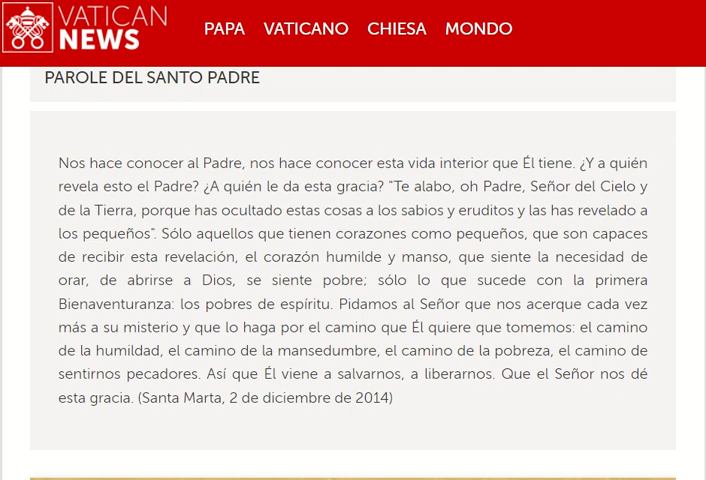 VATICAN
NEWS
PAPA VATICANO CHIESA MONDO
PAROLE DEL SANTO PADRE
Nos hace conocer al Padre, nos hace conocer esta vida interior que Él tiene. ¿Y a quién
revela esto el Padre? ¿A quién le da esta gracia? "Te alabo, oh Padre, Señor del Cielo y
de la Tierra, porque has ocultado estas cosas a los sabios y eruditos y las has revelado a
los pequeños". Sólo aquellos que tienen corazones como pequeños, que son capaces
de recibir esta revelación, el corazón humilde y manso, que siente la necesidad de
orar, de abrirse a Dios, se siente pobre; sólo lo que sucede con la primera
Bienaventuranza: los pobres de espíritu. Pidamos al Señor que nos acerque cada vez
más a su misterio y que lo haga por el camino que Él quiere que tomemos: el camino
de la humildad, el camino de la mansedumbre, el camino de la pobreza, el camino de
sentirnos pecadores. Así que Él viene a salvarnos, a liberarnos. Que el Señor nos dé
esta gracia. (Santa Marta, 2 de diciembre de 2014)